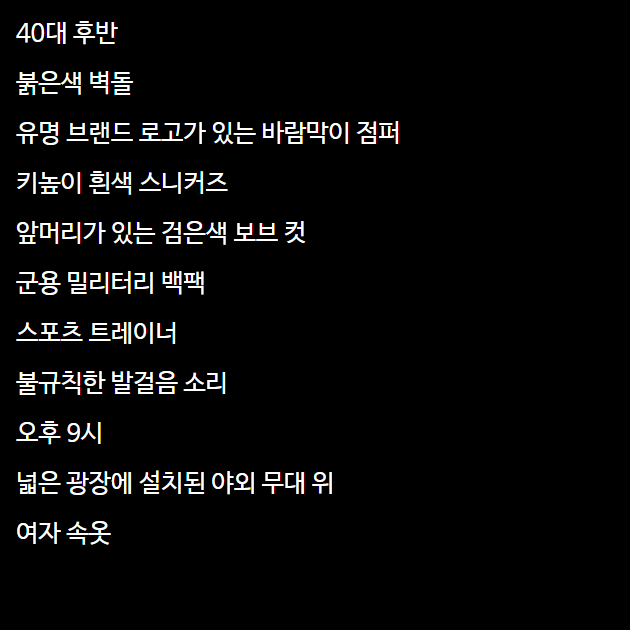 40대 후반
붉은색 벽돌
유명 브랜드 로고가 있는 바람막이 점퍼
키높이 흰색 스니커즈
앞머리가 있는 검은색 보브 컷
군용 밀리터리 백팩
스포츠 트레이너
불규칙한 발걸음 소리
오후 9시
넓은 광장에 설치된 야외 무대 위
여자 속옷